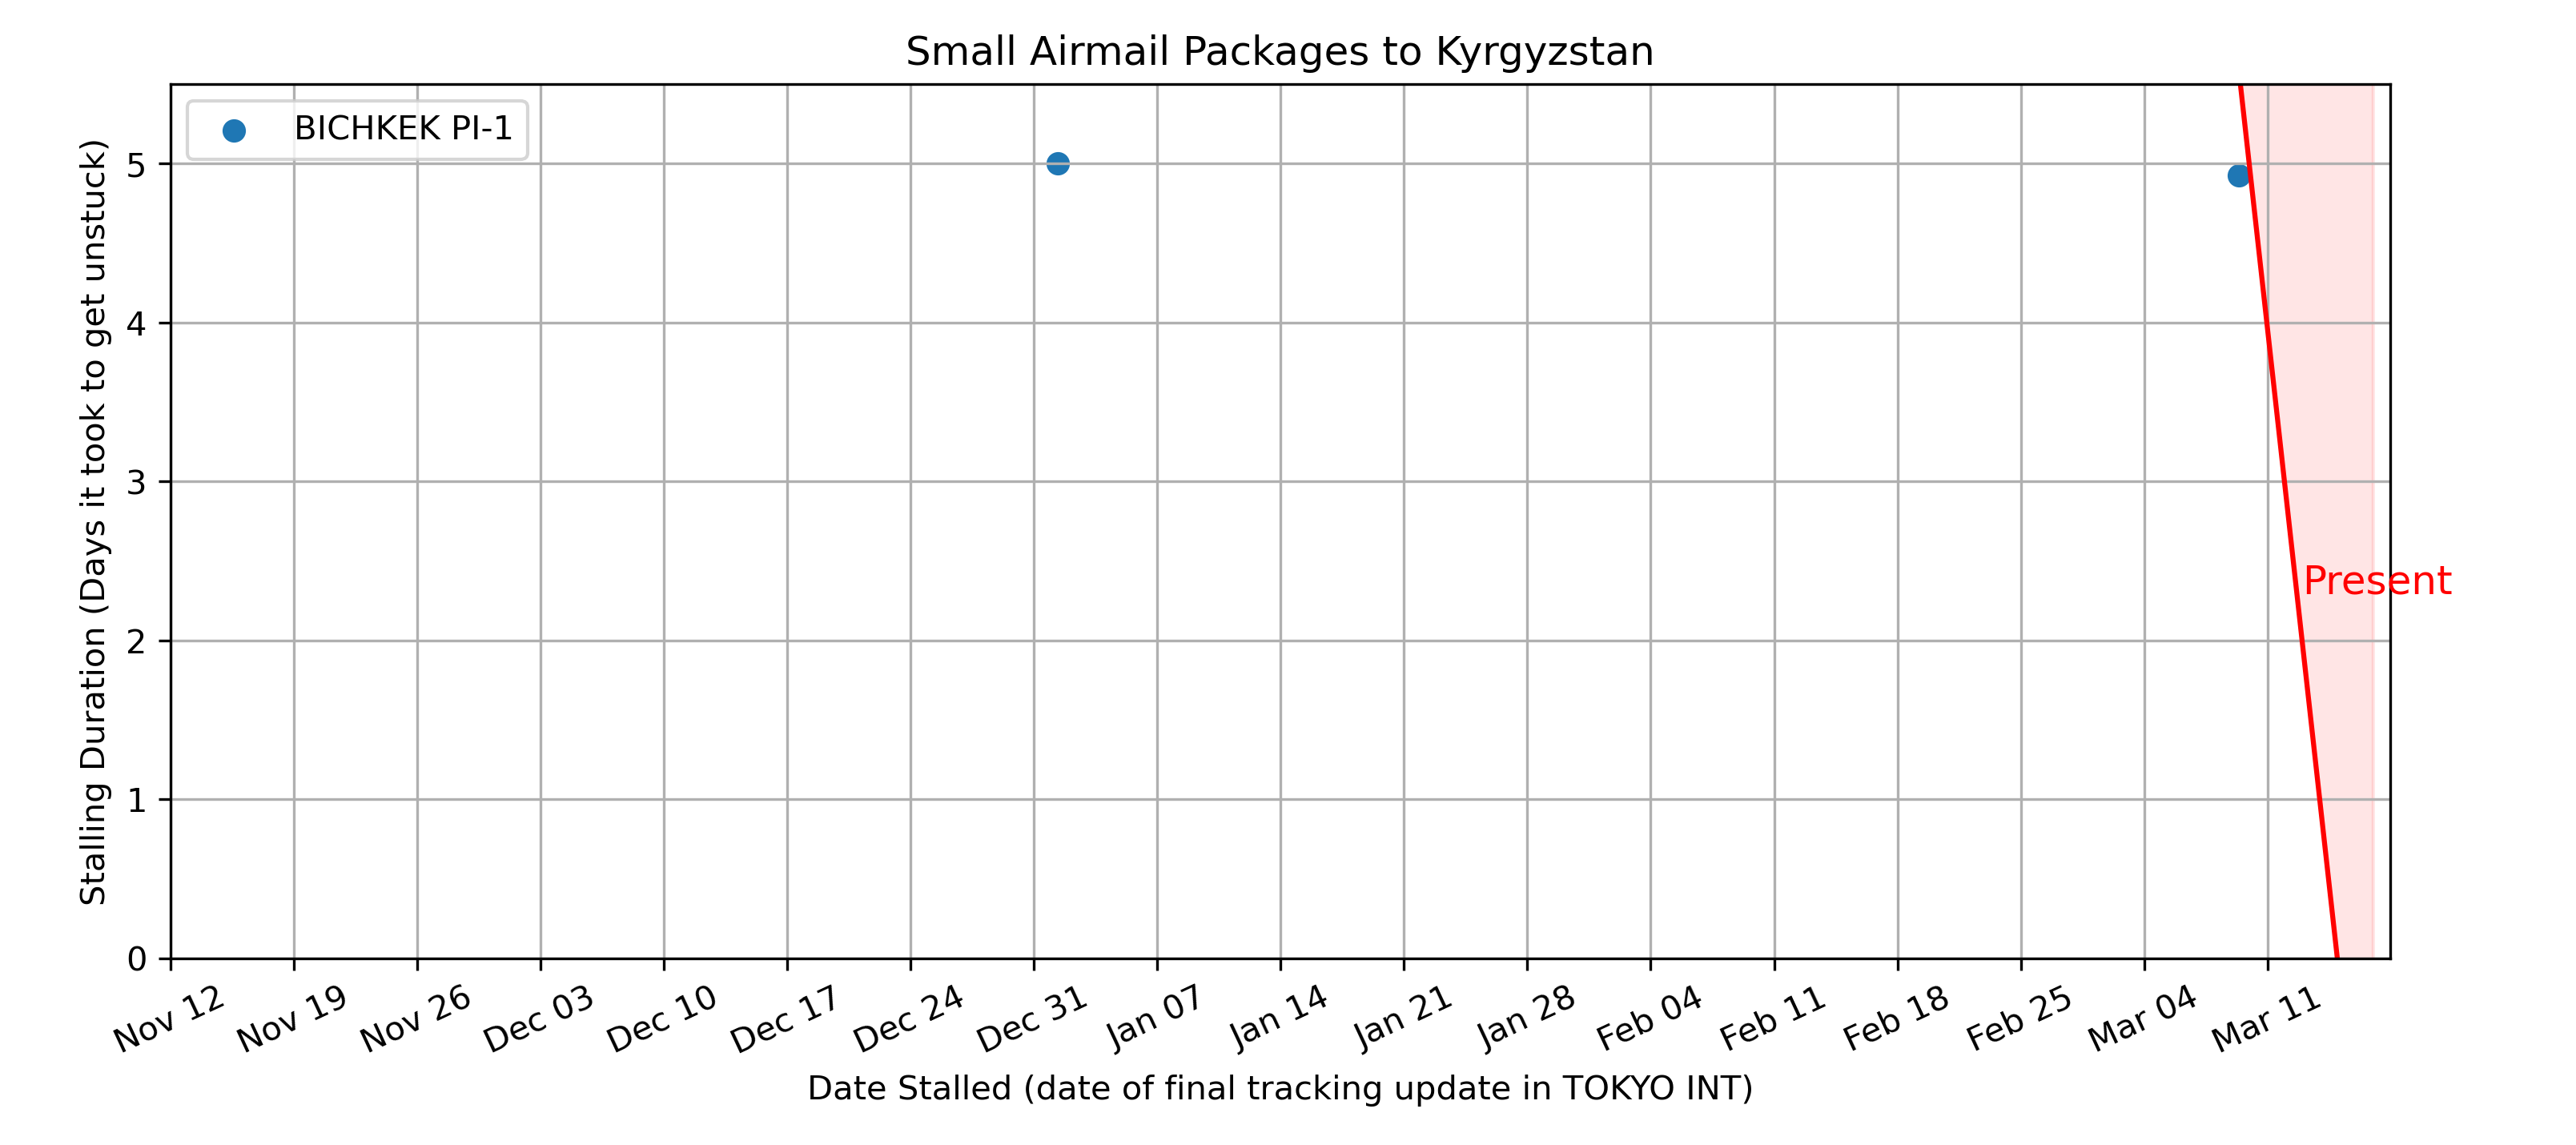 Small Airmail Packages to Kyrgyzstan
BICHKEK PI-1
Stalling Duration (Days it took to get unstuck)
5
4
3
2
1
0
Present
Nov 12
Nov 19
Nov 26
Dec 03
Dec 10
Dec 17
Dec 24
Dec 31
Jan 07
Jan 14
Jan 21
Jan 28
Feb 04
Feb 11
Feb 18
Feb 25
Mar 04
Mar 11
Date Stalled (date of final tracking update in TOKYO INT)